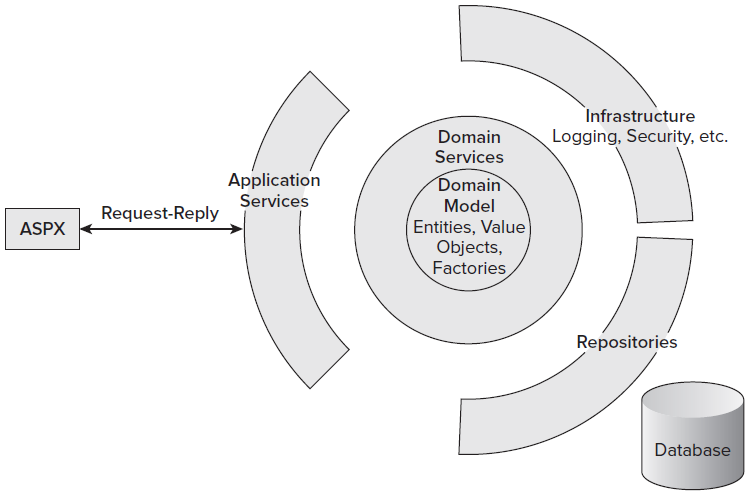 ASPX
Request-Reply
Application
Services
Domain
Services
Domain
Model
Entities, Value
Objects,
Factories
Infrastructure
Logging, Security, etc.
Repositories
Database